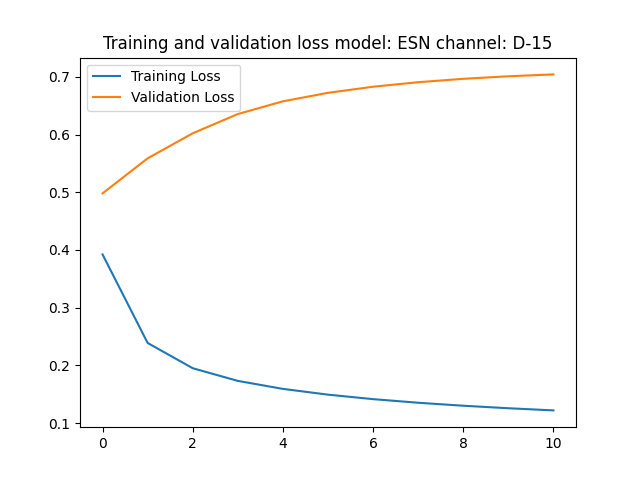 Training and validation loss model: ESN channel: D-15
Training Loss
Validation Loss
0.7
0.6
0.5
0.4
0.3
0.2
0.1
0 2 4 6 8 10